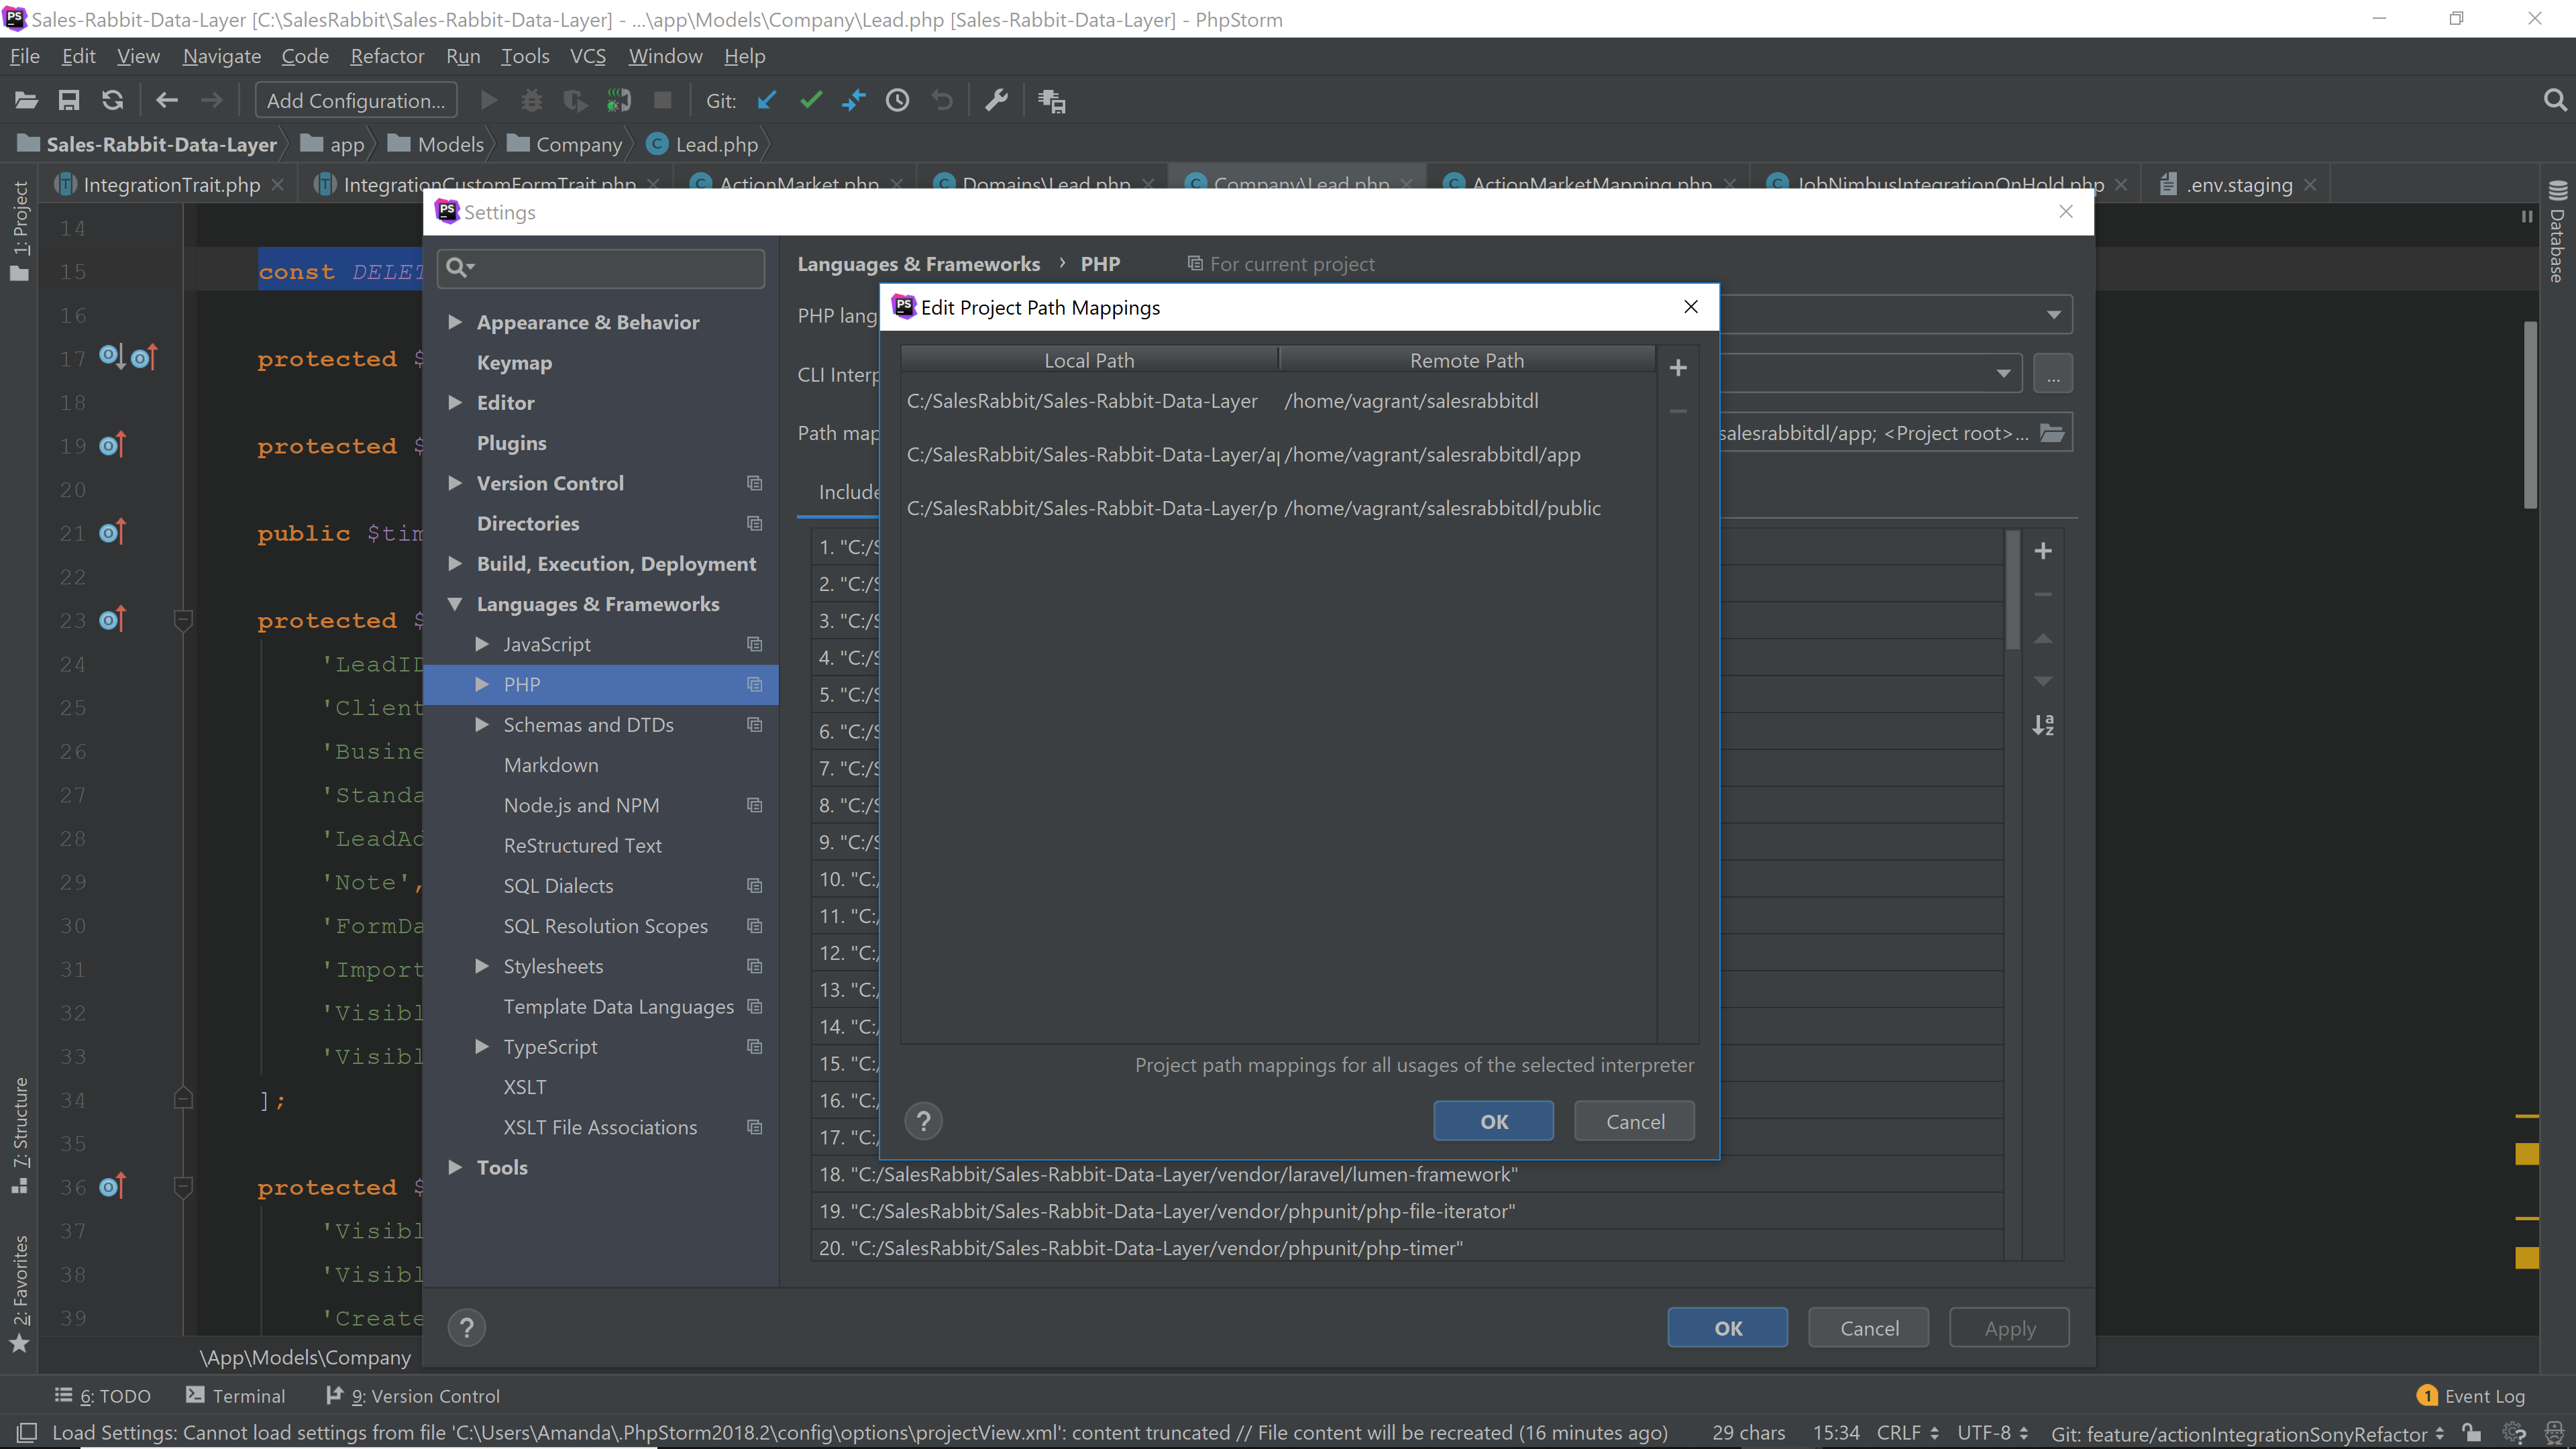 Sales-Rabbit-Data-Layer [C:\SalesRabbit\Sales-Rabbit-Data-Layer] - ...\app\Models\Company\Lead.php [Sales-Rabbit-Data-Layer] - PhpStorm
File Edit View Navigate Code Refactor Run Tools VCS Window Help
Add Configuration... Git:
Sales-Rabbit-Data-Layer app Models Company Lead.php
IntegrationTrait.php IntegrationCustomFormTrait.php ActionMarket.php Domains\Lead.php Company\Lead.php ActionMarketMapping.php JobNimbusIntegrationOnHold.php .env.staging
1: Project
7: Structure
2: Favorites
Database
14
15 const DELET
16
17 protected $
18
19 protected $
20
21 public $tim
22
23 protected $
24 'LeadID
25 'Client
26 'Busine
27 'Standa
28 'LeadAd
29 'Note',
30 'FormDa
31 'Import
32 'Visibl
33 'Visibl
34 ];
35
36 protected $
37 'Visibl
38 'Visibl
39 'Create
\App\Models\Company
Settings
Appearance & Behavior
Keymap
Editor
Plugins
Version Control
Directories
Build, Execution, Deployment
Languages & Frameworks
JavaScript
PHP
Schemas and DTDs
Markdown
Node.js and NPM
ReStructured Text
SQL Dialects
SQL Resolution Scopes
Stylesheets
Template Data Languages
TypeScript
XSLT
XSLT File Associations
Tools
Languages & Frameworks › PHP For current project
PHP lang
CLI Interp
...
Path map
salesrabbitdl/app; <Project root>...
Include
1. "C:/S
2. "C:/S
3. "C:/S
4. "C:/S
5. "C:/S
6. "C:/S
7. "C:/S
8. "C:/S
9. "C:/S
10. "C:/
11. "C:/
12. "C:/
13. "C:/
14. "C:/
15. "C:/
16. "C:/
17. "C:/
18. "C:/SalesRabbit/Sales-Rabbit-Data-Layer/vendor/laravel/lumen-framework"
19. "C:/SalesRabbit/Sales-Rabbit-Data-Layer/vendor/phpunit/php-file-iterator"
20. "C:/SalesRabbit/Sales-Rabbit-Data-Layer/vendor/phpunit/php-timer"
Edit Project Path Mappings
Local Path Remote Path
C:/SalesRabbit/Sales-Rabbit-Data-Layer /home/vagrant/salesrabbitdl
C:/SalesRabbit/Sales-Rabbit-Data-Layer/ap /home/vagrant/salesrabbitdl/app
C:/SalesRabbit/Sales-Rabbit-Data-Layer/p /home/vagrant/salesrabbitdl/public
Project path mappings for all usages of the selected interpreter
? OK Cancel
? OK Cancel Apply
6: TODO Terminal 9: Version Control 1 Event Log
Load Settings: Cannot load settings from file 'C:\Users\Amanda\.PhpStorm2018.2\config\options\projectView.xml': content truncated // File content will be recreated (16 minutes ago) 29 chars 15:34 CRLF UTF-8 Git: feature/actionIntegrationSonyRefactor